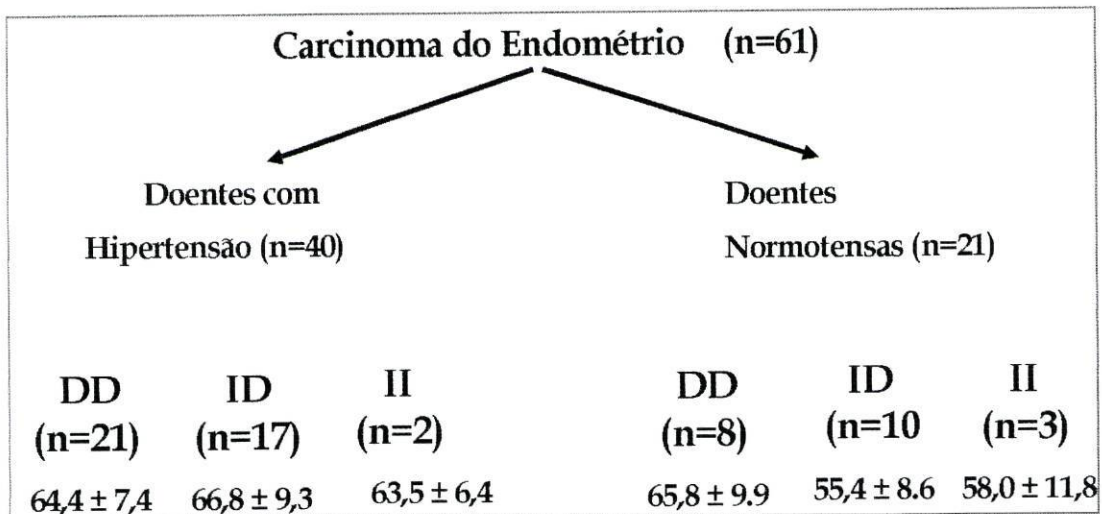 Carcinoma do Endométrio (n=61)
Doentes com
Hipertensão (n=40)
Doentes
Normotensas (n=21)
DD ID II DD ID II
(n=21) (n=17) (n=2) (n=8) (n=10 (n=3)
64,4 ± 7,4 66,8 ± 9,3 63,5 ± 6,4 65,8 ± 9.9 55,4 ± 8.6 58,0 ± 11,8